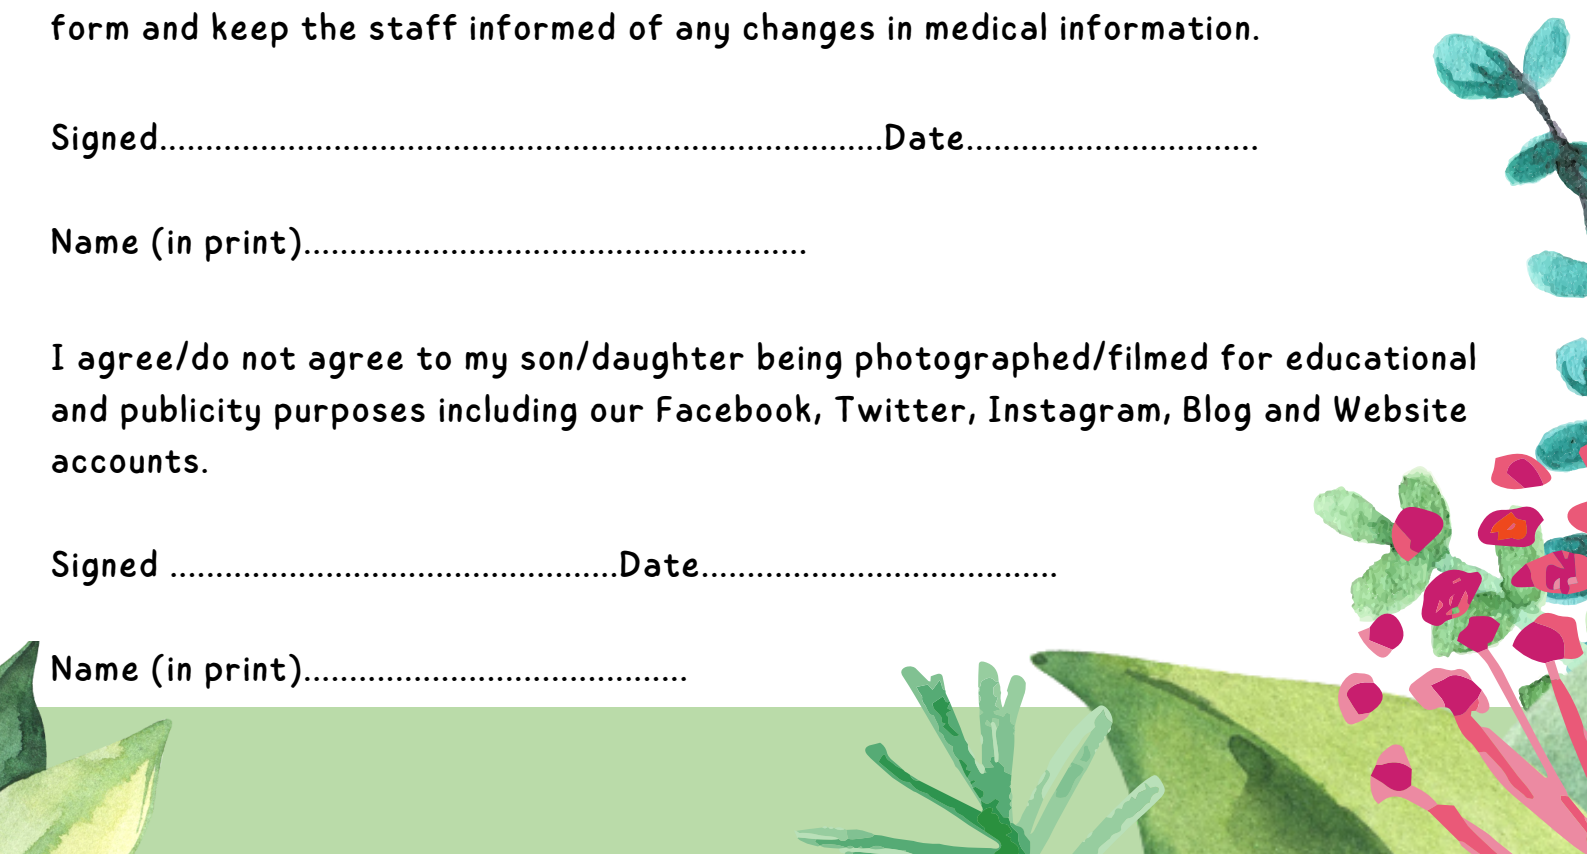 form and keep the staff informed of any changes in medical information.
Signed...............................................................................Date................................
Name (in print).......................................................
I agree/do not agree to my son/daughter being photographed/filmed for educational
and publicity purposes including our Facebook, Twitter, Instagram, Blog and Website
accounts.
Signed .................................................Date.......................................
Name (in print)..........................................